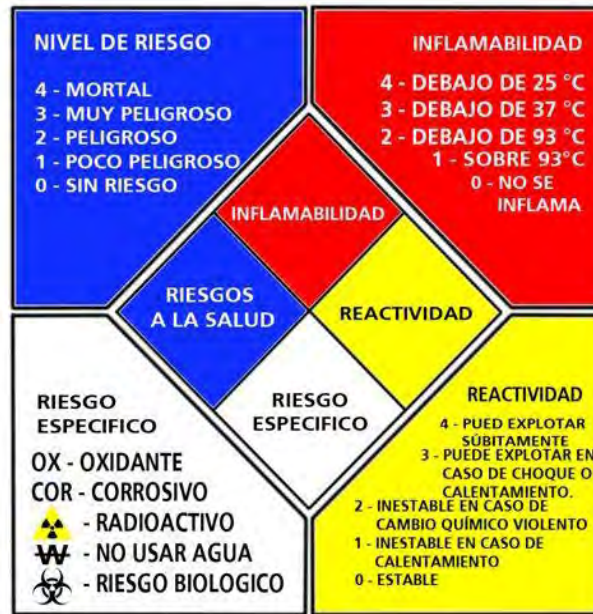 NIVEL DE RIESGO
4 - MORTAL
3 - MUY PELIGROSO
2 - PELIGROSO
1 - POCO PELIGROSO
0 - SIN RIESGO
INFLAMABILIDAD
4 - DEBAJO DE 25 °C
3 - DEBAJO DE 37 °C
2 - DEBAJO DE 93 °C
1 - SOBRE 93°C
0 - NO SE
INFLAMA
INFLAMABILIDAD
RIESGOS
A LA SALUD
REACTIVIDAD
RIESGO
ESPECIFICO
RIESGO
ESPECIFICO
OX - OXIDANTE
COR - CORROSIVO
- RADIOACTIVO
W - NO USAR AGUA
- RIESGO BIOLOGICO
REACTIVIDAD
4 - PUED EXPLOTAR
SÚBITAMENTE
3 - PUEDE EXPLOTAR EN
CASO DE CHOQUE O
CALENTAMIENTO.
2 - INESTABLE EN CASO DE
CAMBIO QUÍMICO VIOLENTO
1 - INESTABLE EN CASO DE
CALENTAMIENTO
0 - ESTABLE